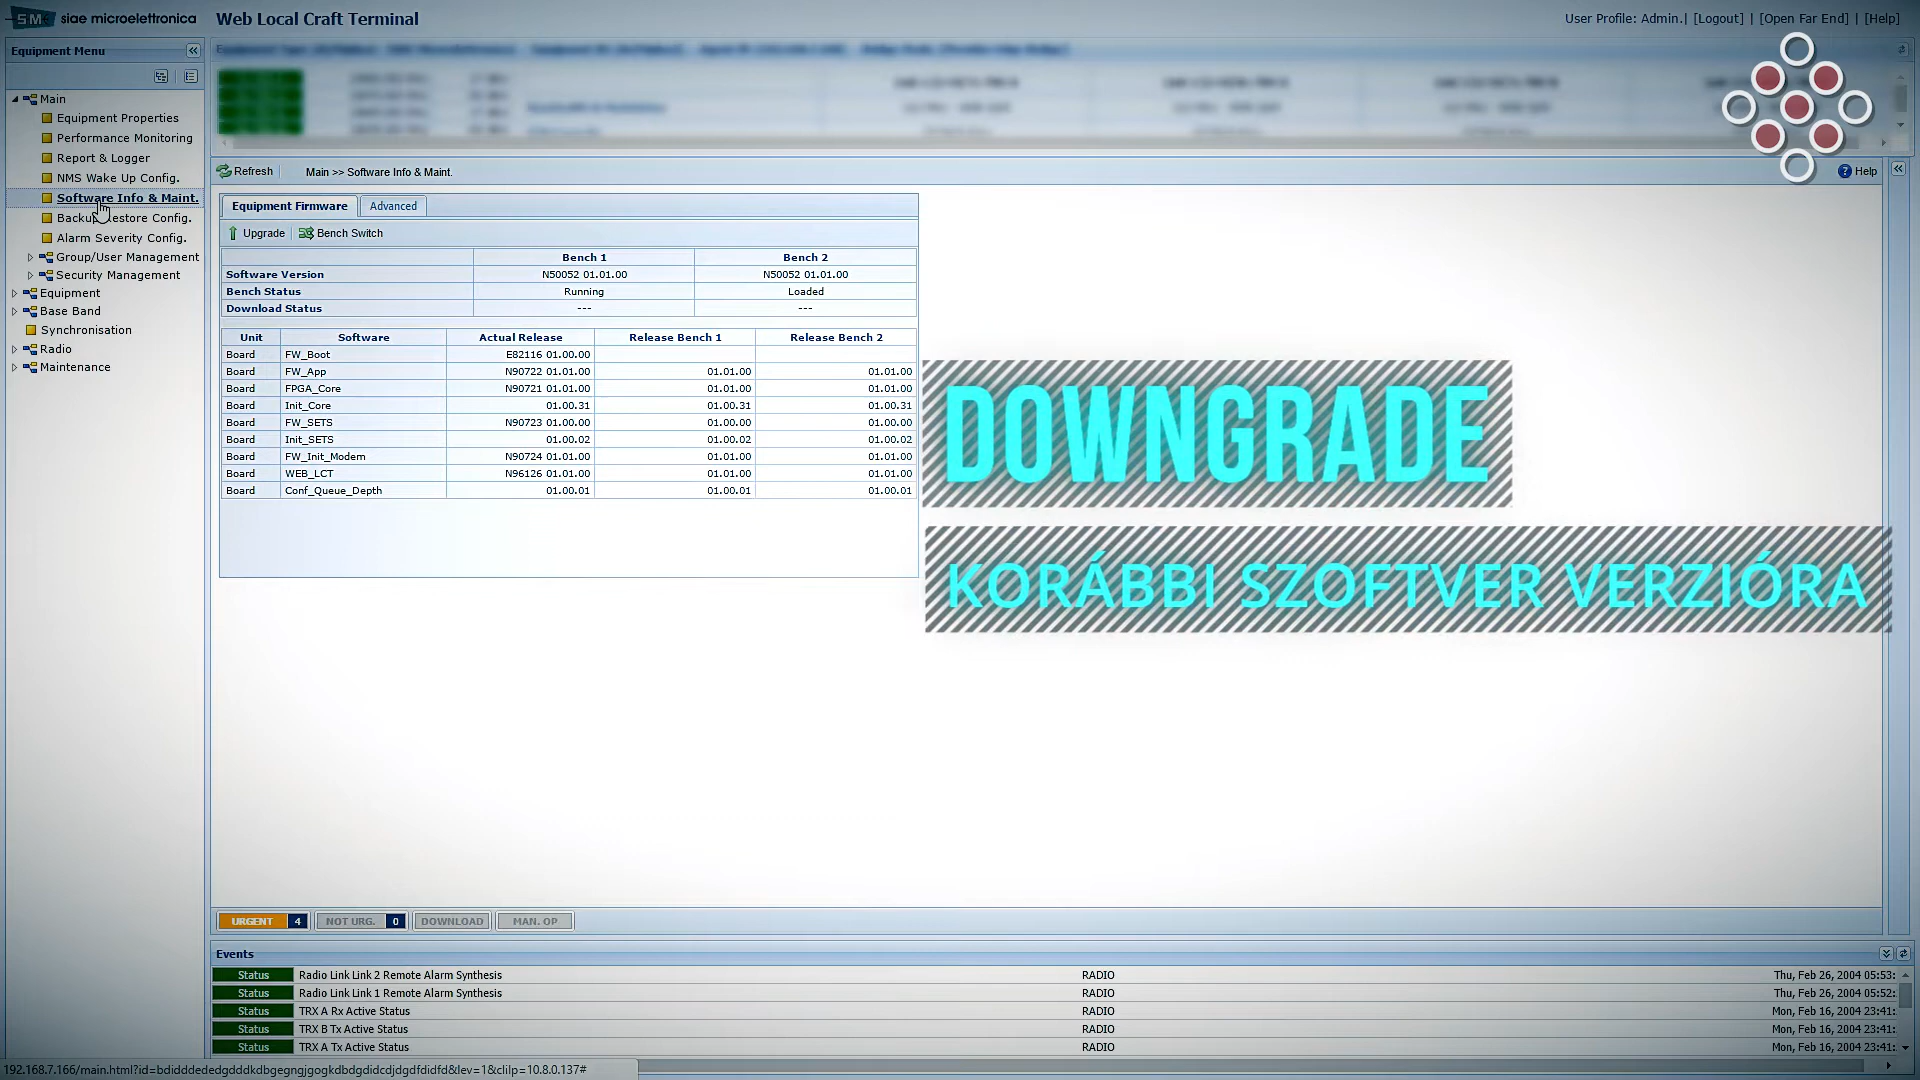 SM siae microelettronica Web Local Craft Terminal User Profile: Admin.| [Logout] | [Open Far End] | [Help]
Equipment Menu
Main
Equipment Properties
Performance Monitoring
Report & Logger
NMS Wake Up Config.
Software Info & Maint.
Backup/Restore Config.
Alarm Severity Config.
Group/User Management
Security Management
Equipment
Base Band
Synchronisation
Radio
Maintenance
Refresh Main >> Software Info & Maint. Help
Equipment Firmware Advanced
Upgrade Bench Switch
Bench 1 Bench 2
Software Version N50052 01.01.00 N50052 01.01.00
Bench Status Running Loaded
Download Status --- ---
Unit Software Actual Release Release Bench 1 Release Bench 2
Board FW_Boot E82116 01.00.00
Board FW_App N90722 01.01.00 01.01.00 01.01.00
Board FPGA_Core N90721 01.01.00 01.01.00 01.01.00
Board Init_Core 01.00.31 01.00.31 01.00.31
Board FW_SETS N90723 01.00.00 01.00.00 01.00.00
Board Init_SETS 01.00.02 01.00.02 01.00.02
Board FW_Init_Modem N90724 01.01.00 01.01.00 01.01.00
Board WEB_LCT N96126 01.01.00 01.01.00 01.01.00
Board Conf_Queue_Depth 01.00.01 01.00.01 01.00.01
DOWNGRADE
KORÁBBI SZOFTVER VERZIÓRA
URGENT 4 NOT URG. 0 DOWNLOAD MAN. OP
Events
Status Radio Link Link 2 Remote Alarm Synthesis RADIO Thu, Feb 26, 2004 05:53:
Status Radio Link Link 1 Remote Alarm Synthesis RADIO Thu, Feb 26, 2004 05:52:
Status TRX A Rx Active Status RADIO Mon, Feb 16, 2004 23:41:
Status TRX B Tx Active Status RADIO Mon, Feb 16, 2004 23:41:
Status TRX A Tx Active Status RADIO Mon, Feb 16, 2004 23:41:
192.168.7.166/main.html?id=bdidddededgdddkdbgegngjgogkdbdgdidcdjdgdfdidfd&lev=1&clilp=10.8.0.137#